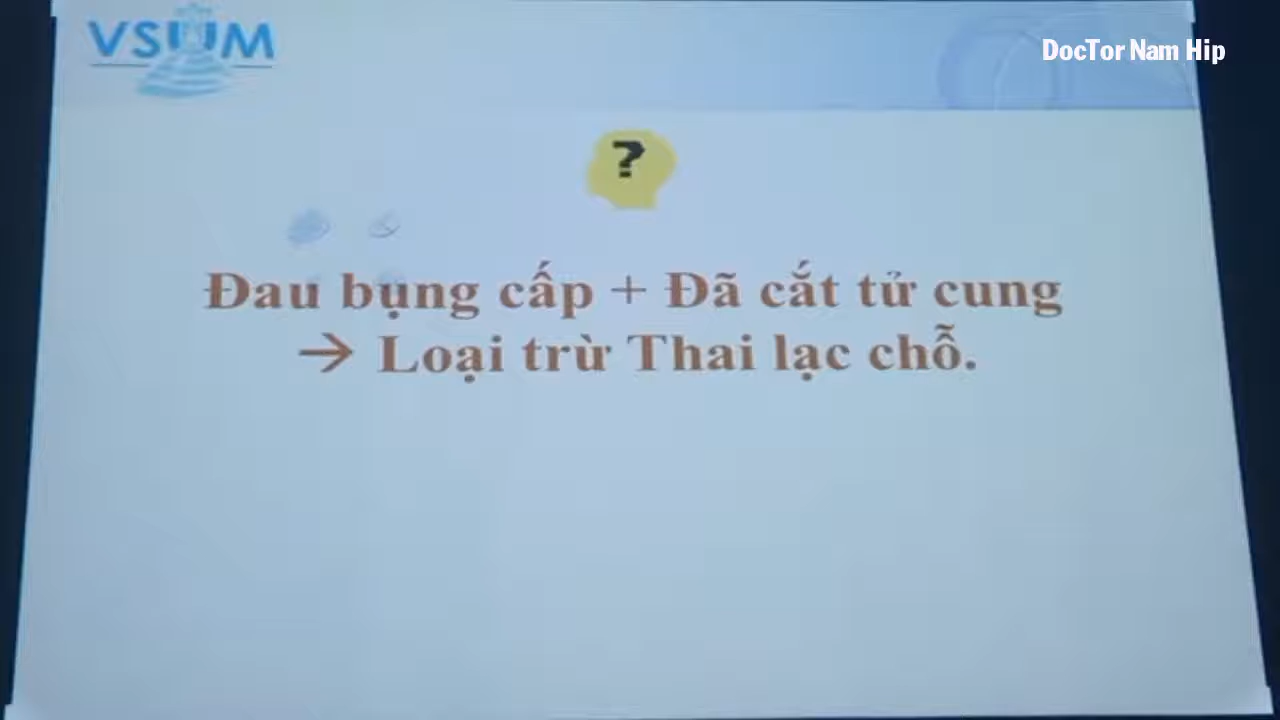 VSUM
DocTor Nam Hip
?
Đau bụng cấp + Đã cắt tử cung
→ Loại trừ Thai lạc chỗ.